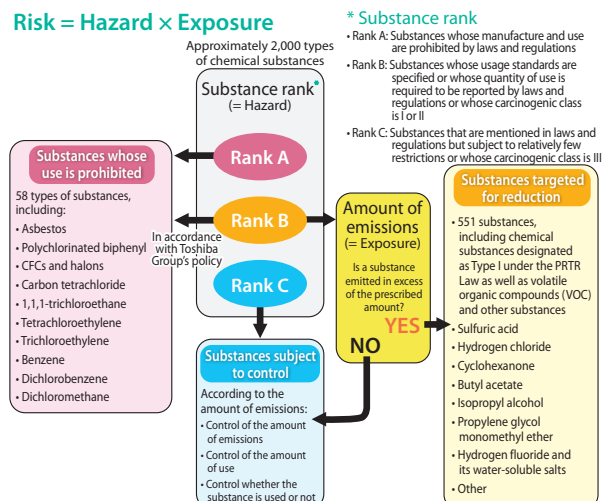 Risk = Hazard × Exposure
* Substance rank
• Rank A: Substances whose manufacture and use
are prohibited by laws and regulations
• Rank B: Substances whose usage standards are
specified or whose quantity of use is
required to be reported by laws and
regulations or whose carcinogenic class
is I or II
• Rank C: Substances that are mentioned in laws and
regulations but subject to relatively few
restrictions or whose carcinogenic class is III
Approximately 2,000 types
of chemical substances
Substance rank*
(= Hazard)
Rank A
Rank B
Rank C
Substances whose
use is prohibited
58 types of substances,
including:
• Asbestos
• Polychlorinated biphenyl
• CFCs and halons
• Carbon tetrachloride
• 1,1,1-trichloroethane
• Tetrachloroethylene
• Trichloroethylene
• Benzene
• Dichlorobenzene
• Dichloromethane
In accordance
with Toshiba
Group's policy
Amount of
emissions
(= Exposure)
Is a substance
emitted in excess
of the prescribed
amount?
YES
NO
Substances subject
to control
According to the
amount of emissions:
• Control of the amount
of emissions
• Control of the amount
of use
• Control whether the
substance is used or not
Substances targeted
for reduction
• 551 substances,
including chemical
substances designated
as Type I under the PRTR
Law as well as volatile
organic compounds (VOC)
and other substances
• Sulfuric acid
• Hydrogen chloride
• Cyclohexanone
• Butyl acetate
• Isopropyl alcohol
• Propylene glycol
monomethyl ether
• Hydrogen fluoride and
its water-soluble salts
• Other